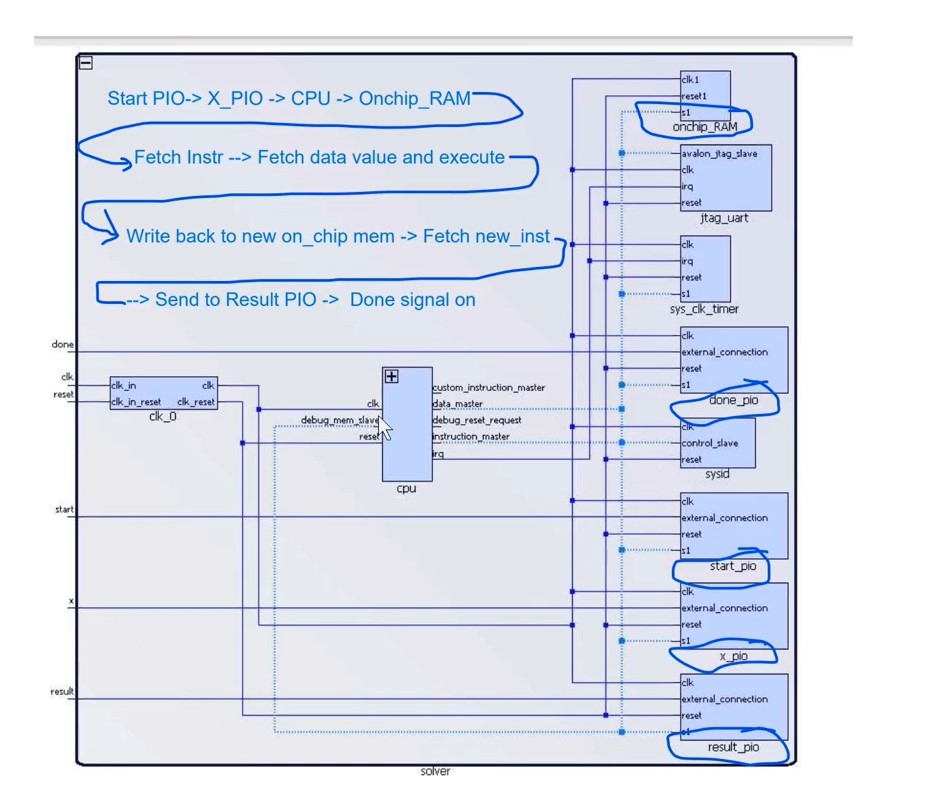 Start PIO-> X_PIO -> CPU -> Onchip_RAM
Fetch Instr --> Fetch data value and execute
Write back to new on_chip mem -> Fetch new_inst
--> Send to Result PIO -> Done signal on
clk1
reset1
s1
onchip_RAM
avalon_jtag_slave
clk
irq
reset
jtag_uart
clk
irq
reset
s1
sys_clk_timer
done
clk
external_connection
reset
s1
done_pio
clk
reset
clk_in clk
clk_in_reset clk_reset
clk_0
custom_instruction_master
clk data_master
debug_mem_slave debug_reset_request
reset instruction_master
irq
cpu
clk
control_slave
reset
sysid
start
clk
external_connection
reset
s1
start_pio
x
clk
external_connection
reset
s1
x_pio
result
clk
external_connection
reset
s1
result_pio
solver